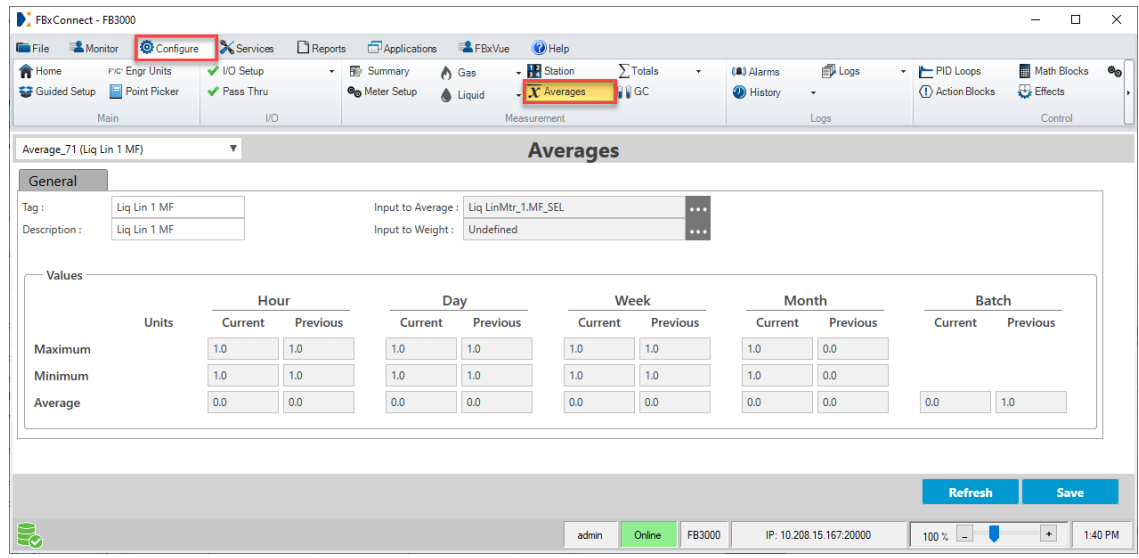 FBxConnect - FB3000
File Monitor Configure Services Reports Applications FBxVue Help
Home F/C° Engr Units I/O Setup Summary Gas Station Totals Alarms Logs PID Loops Math Blocks
Guided Setup Point Picker Pass Thru Meter Setup Liquid Averages GC History Action Blocks Effects
Main I/O Measurement Logs Control
Average_71 (Liq Lin 1 MF) Averages
General
Tag : Liq Lin 1 MF Input to Average : Liq LinMtr_1.MF_SEL ...
Description : Liq Lin 1 MF Input to Weight : Undefined ...
Values
Hour Day Week Month Batch
Units Current Previous Current Previous Current Previous Current Previous Current Previous
Maximum 1.0 1.0 1.0 1.0 1.0 1.0 1.0 0.0
Minimum 1.0 1.0 1.0 1.0 1.0 1.0 1.0 0.0
Average 0.0 0.0 0.0 0.0 0.0 0.0 0.0 0.0 0.0 1.0
Refresh Save
admin Online FB3000 IP: 10.208.15.167:20000 100 % - + 1:40 PM